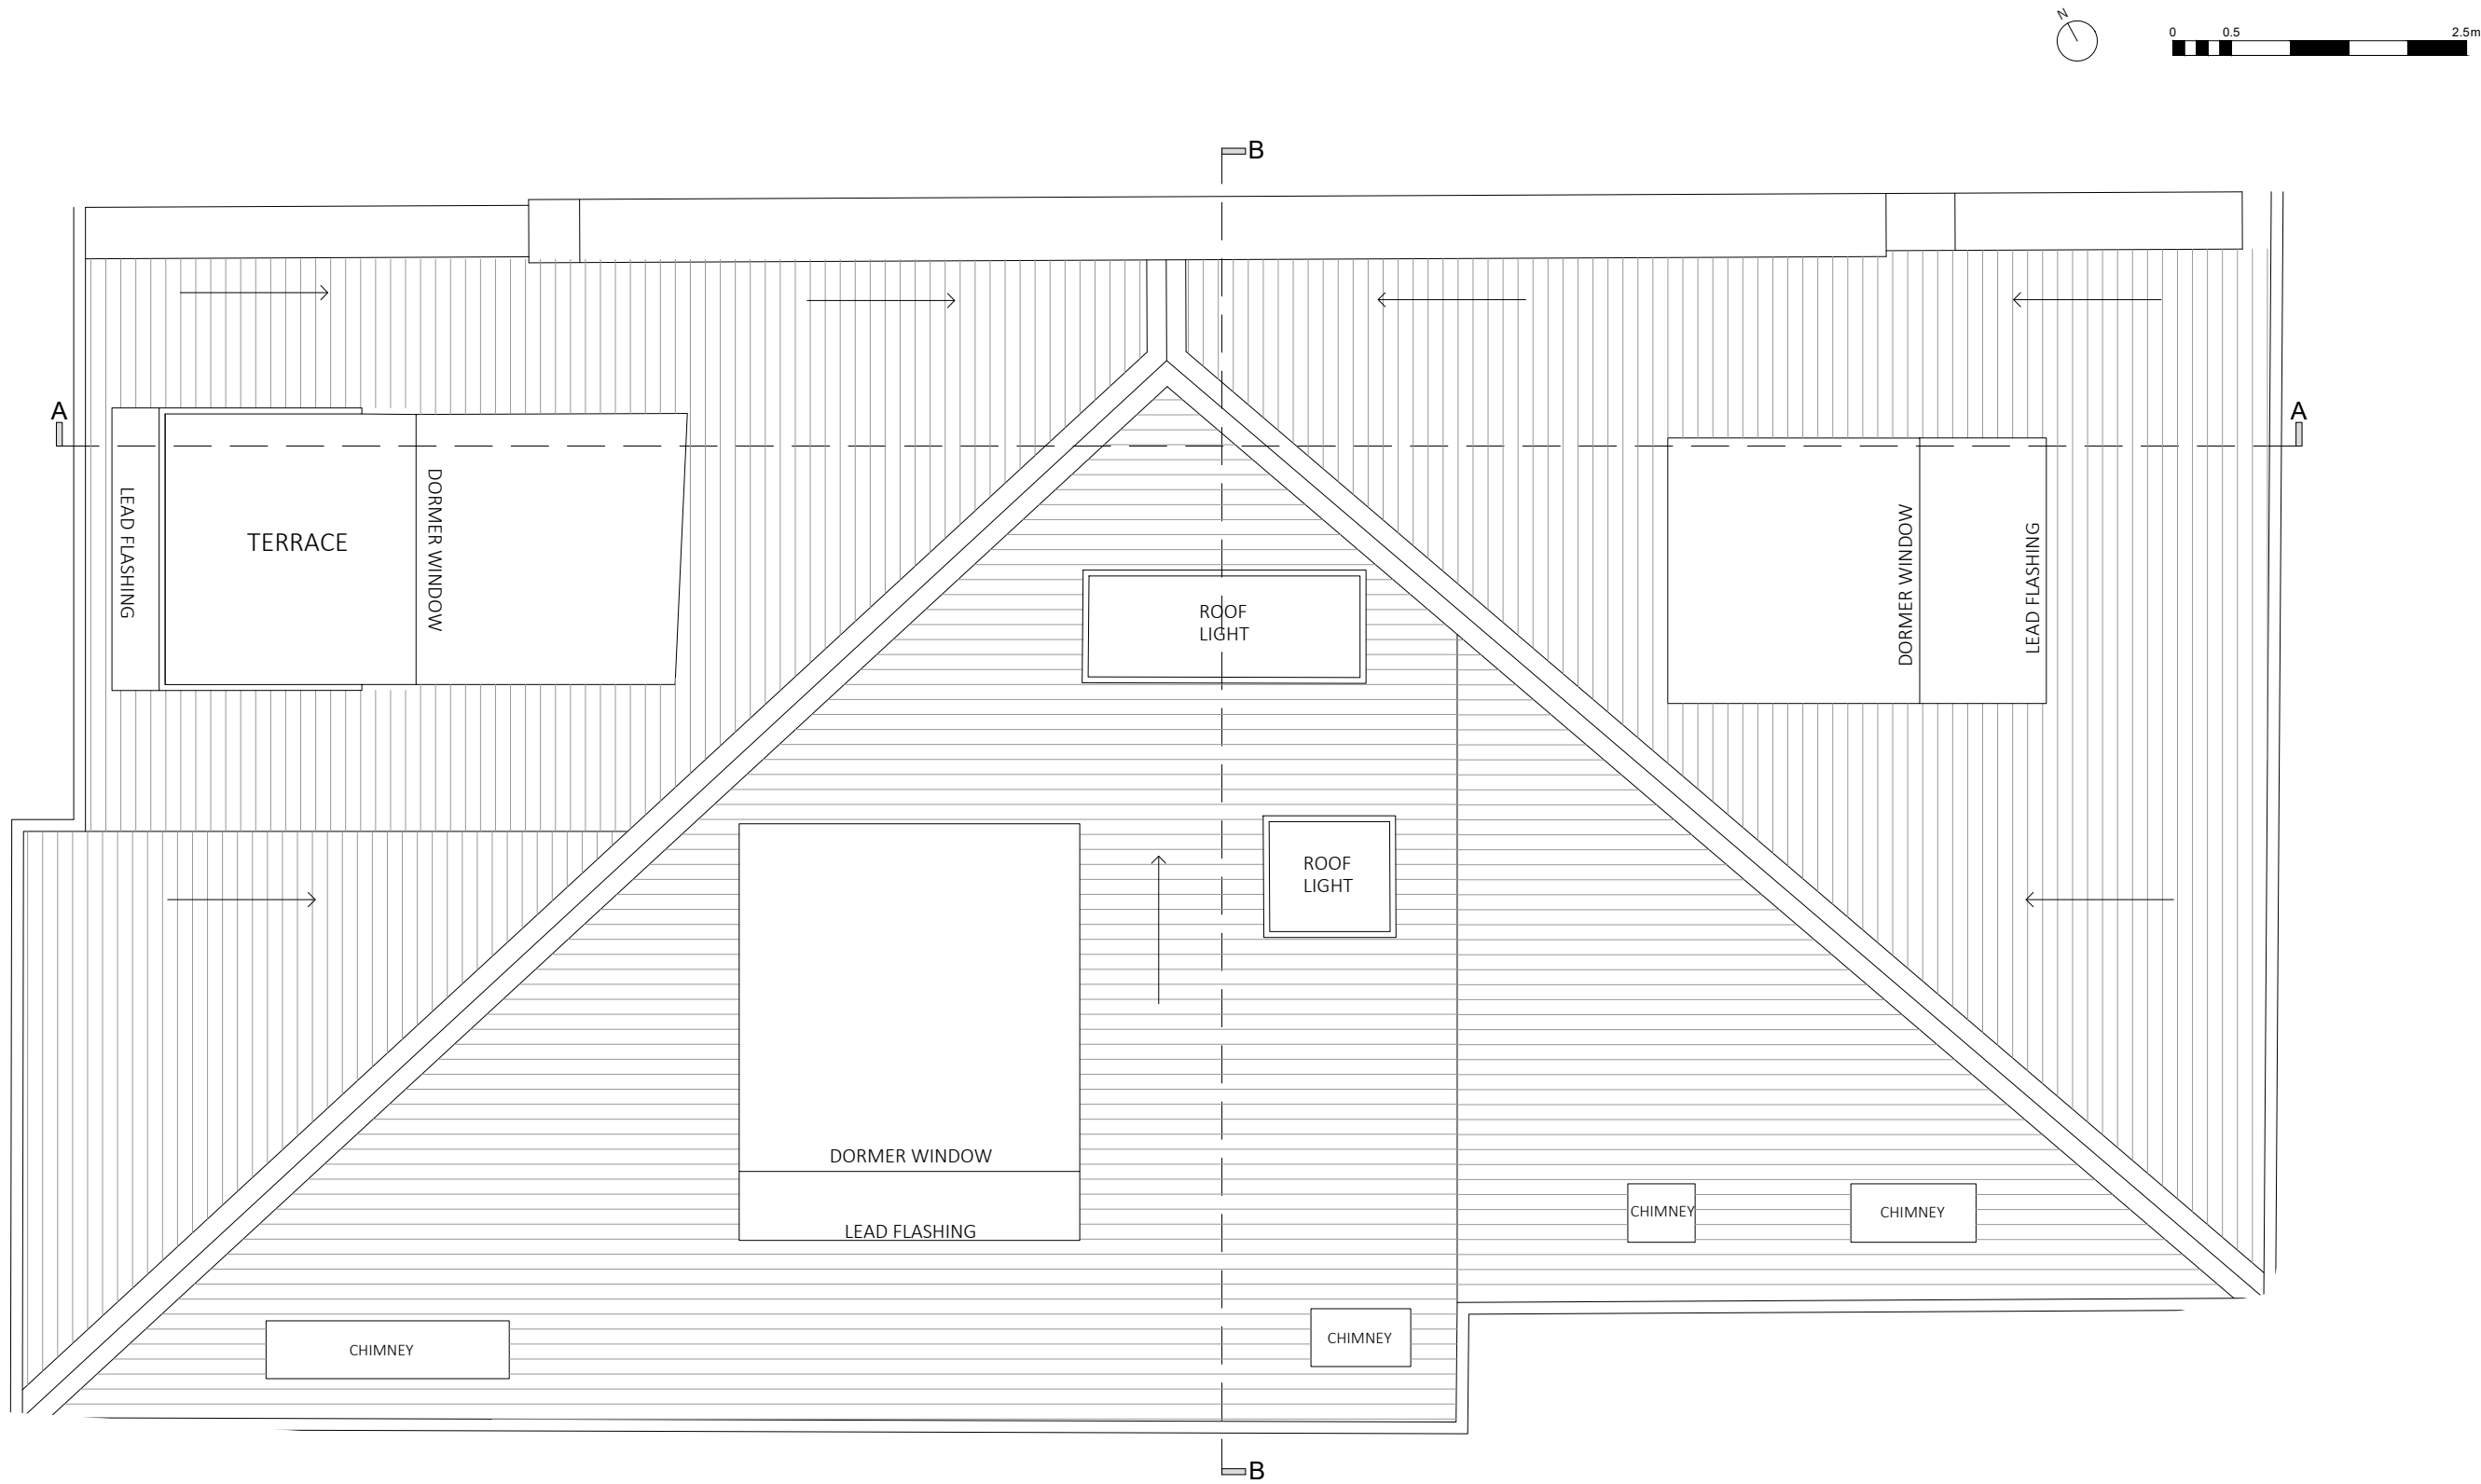 N
0 0.5 2.5m
B
A
A
LEAD FLASHING
TERRACE
DORMER WINDOW
ROOF
LIGHT
DORMER WINDOW
LEAD FLASHING
ROOF
LIGHT
DORMER WINDOW
LEAD FLASHING
CHIMNEY
CHIMNEY
CHIMNEY
CHIMNEY
B